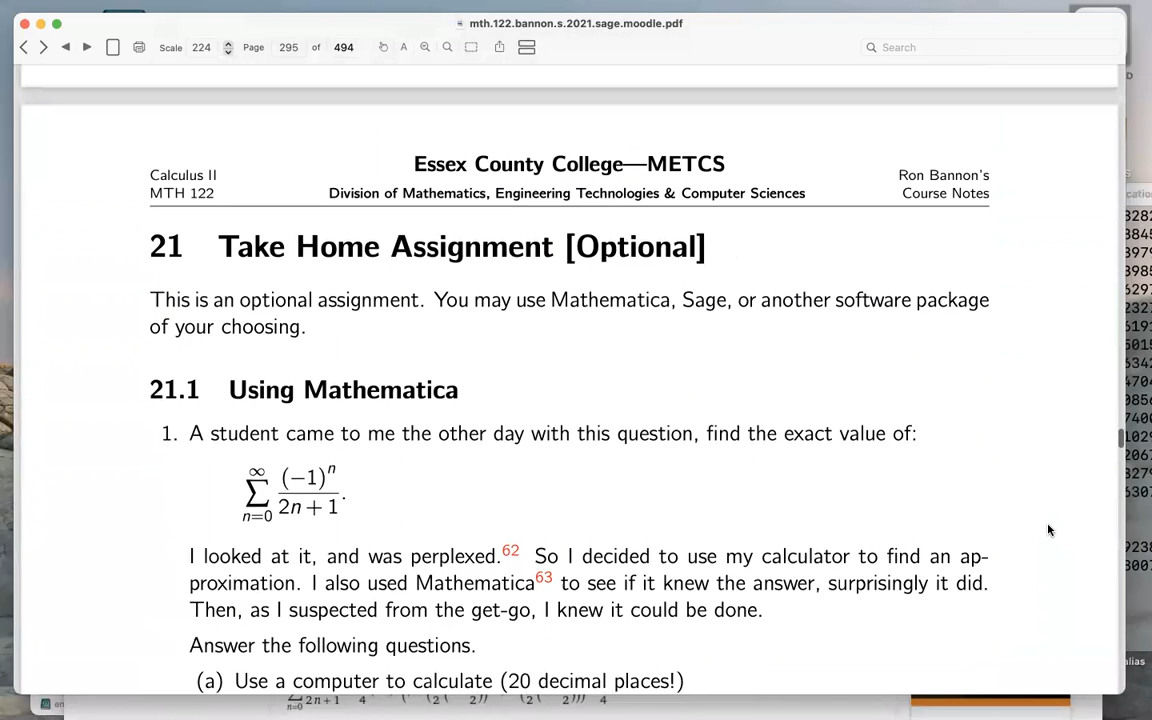 mth.122.bannon.s.2021.sage.moodle.pdf
Scale 224 Page 295 of 494 A Search
Essex County College—METCS
Calculus II Ron Bannon's
MTH 122 Division of Mathematics, Engineering Technologies & Computer Sciences Course Notes
21 Take Home Assignment [Optional]
This is an optional assignment. You may use Mathematica, Sage, or another software package
of your choosing.
21.1 Using Mathematica
1. A student came to me the other day with this question, find the exact value of:
∞ (−1)^n
∑ ———.
n=0 2n + 1
I looked at it, and was perplexed.62 So I decided to use my calculator to find an ap-
proximation. I also used Mathematica63 to see if it knew the answer, surprisingly it did.
Then, as I suspected from the get-go, I knew it could be done.
Answer the following questions.
(a) Use a computer to calculate (20 decimal places!)